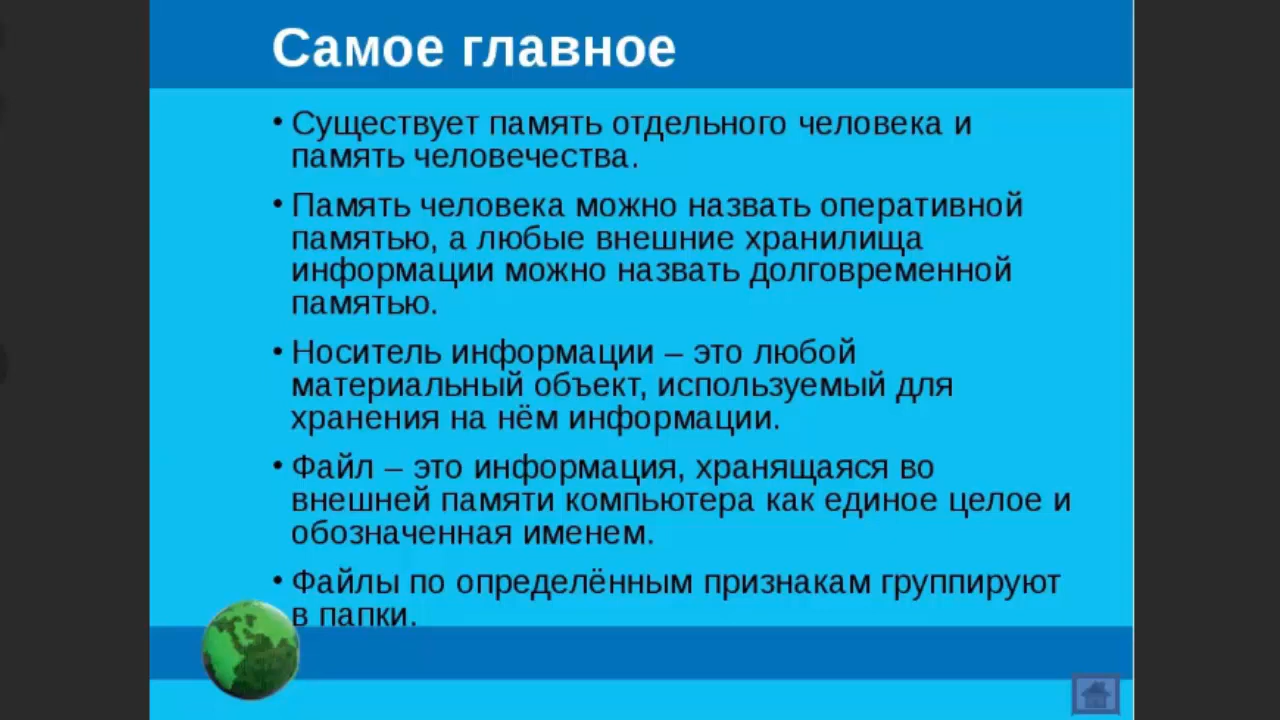 Самое главное
• Существует память отдельного человека и
память человечества.
• Память человека можно назвать оперативной
памятью, а любые внешние хранилища
информации можно назвать долговременной
памятью.
• Носитель информации – это любой
материальный объект, используемый для
хранения на нём информации.
• Файл – это информация, хранящаяся во
внешней памяти компьютера как единое целое и
обозначенная именем.
• Файлы по определённым признакам группируют
в папки.